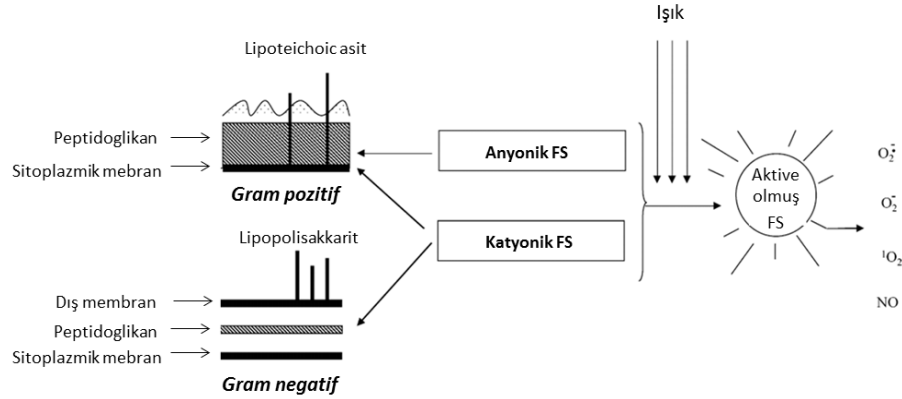 Işık
Lipoteichoic asit
Peptidoglikan
Sitoplazmik mebran
Gram pozitif
Anyonik FS
Katyonik FS
Aktive
olmuş
FS
O₂∸
O₂⁻
¹O₂
NO
Lipopolisakkarit
Dış membran
Peptidoglikan
Sitoplazmik mebran
Gram negatif